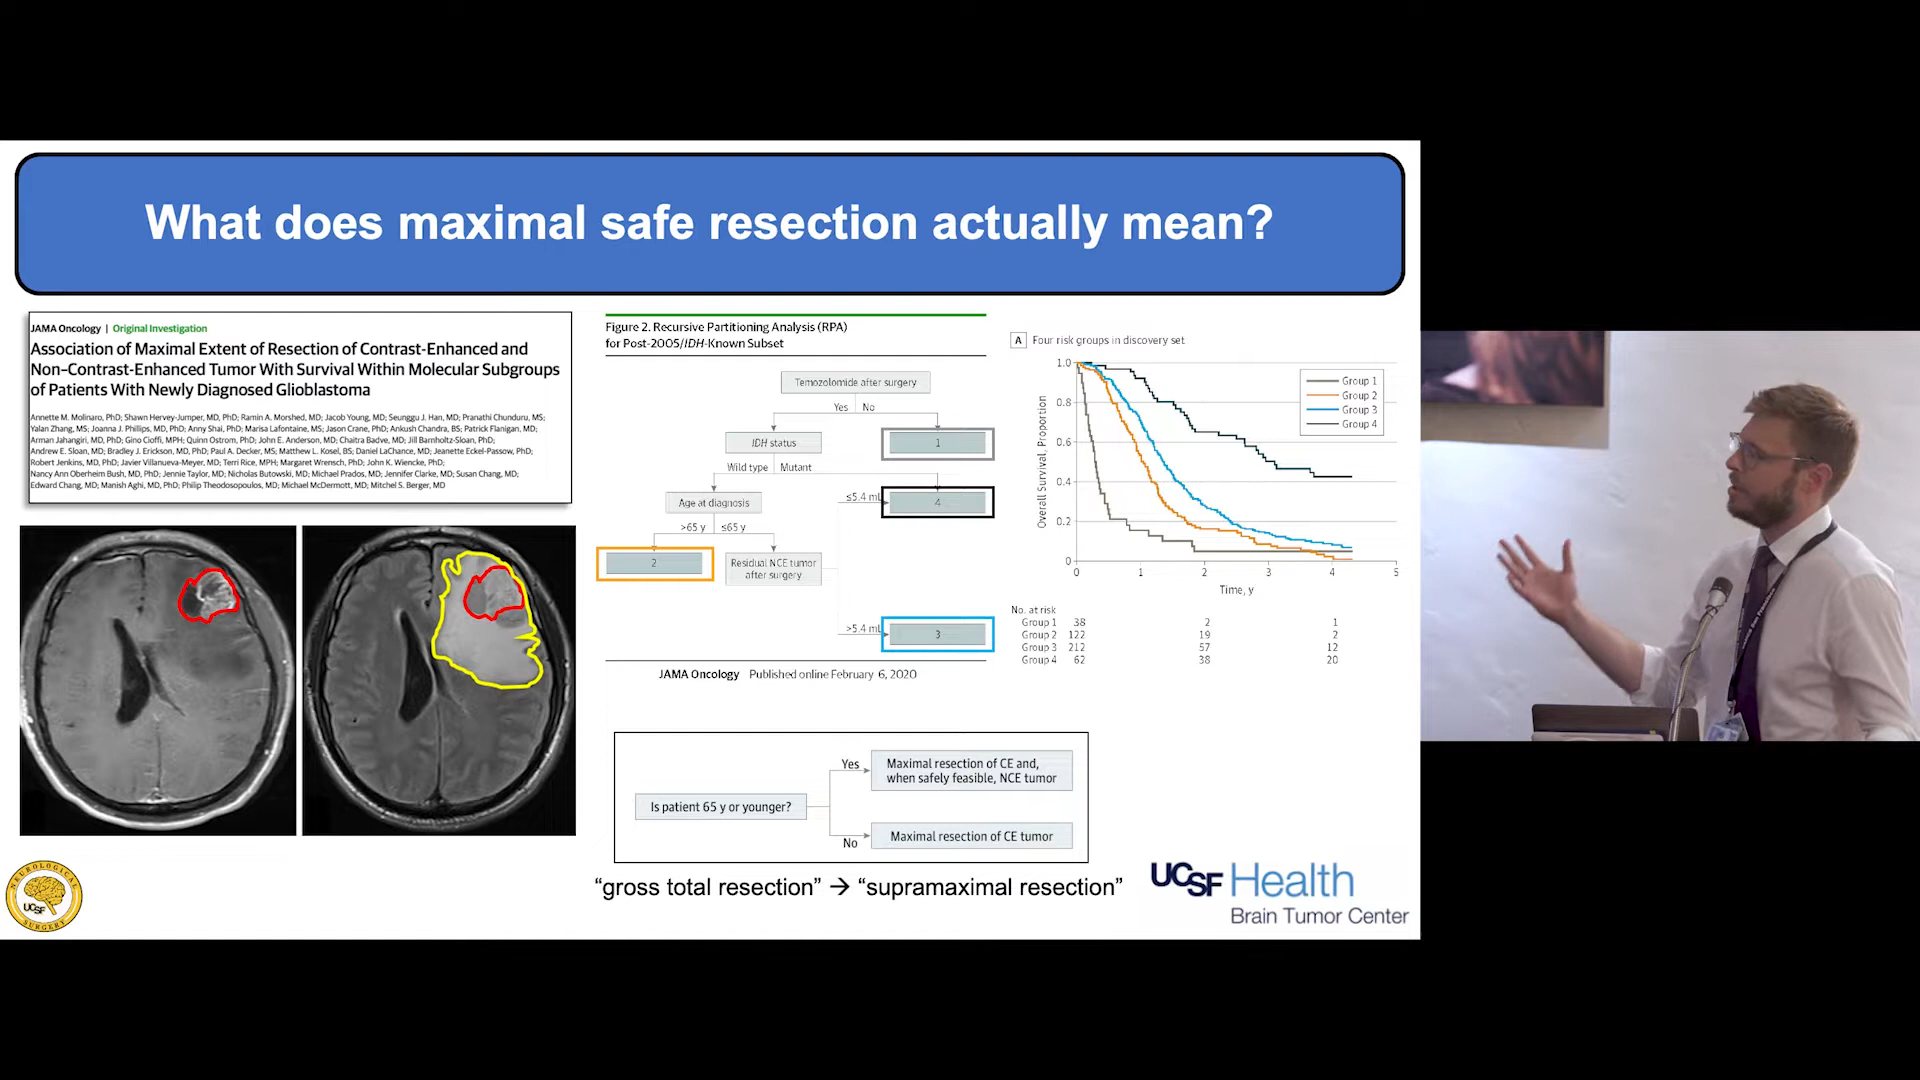 What does maximal safe resection actually mean?
JAMA Oncology | Original Investigation
Association of Maximal Extent of Resection of Contrast-Enhanced and
Non–Contrast-Enhanced Tumor With Survival Within Molecular Subgroups
of Patients With Newly Diagnosed Glioblastoma
Annette M. Molinaro, PhD; Shawn Hervey-Jumper, MD, PhD; Ramin A. Morshed, MD; Jacob Young, MD; Seunggu J. Han, MD; Pranathi Chunduru, MS;
Yalan Zhang, MS; Joanna J. Phillips, MD, PhD; Anny Shai, PhD; Marisa Lafontaine, MS; Jason Crane, PhD; Ankush Chandra, BS; Patrick Flanigan, MD;
Arman Jahangiri, MD, PhD; Gino Cioffi, MPH; Quinn Ostrom, PhD; John E. Anderson, MD; Chaitra Badve, MD; Jill Barnholtz-Sloan, PhD;
Andrew E. Sloan, MD; Bradley J. Erickson, MD, PhD; Paul A. Decker, MS; Matthew L. Kosel, BS; Daniel LaChance, MD; Jeanette Eckel-Passow, PhD;
Robert Jenkins, MD, PhD; Javier Villanueva-Meyer, MD; Terri Rice, MPH; Margaret Wrensch, PhD; John K. Wiencke, PhD;
Nancy Ann Oberheim Bush, MD, PhD; Jennie Taylor, MD; Nicholas Butowski, MD; Michael Prados, MD; Jennifer Clarke, MD; Susan Chang, MD;
Edward Chang, MD; Manish Aghi, MD, PhD; Philip Theodosopoulos, MD; Michael McDermott, MD; Mitchel S. Berger, MD
Figure 2. Recursive Partitioning Analysis (RPA)
for Post-2005/IDH-Known Subset
Temozolomide after surgery
Yes No
IDH status
1
Wild type Mutant
Age at diagnosis
≤5.4 mL
4
>65 y ≤65 y
2
Residual NCE tumor
after surgery
>5.4 mL
3
JAMA Oncology Published online February 6, 2020
A Four risk groups in discovery set
Overall Survival, Proportion
1.0
0.8
0.6
0.4
0.2
0
0 1 2 3 4 5
Time, y
Group 1
Group 2
Group 3
Group 4
No. at risk
Group 1 38 2 1
Group 2 122 19 2
Group 3 212 57 12
Group 4 62 38 20
Is patient 65 y or younger?
Yes
Maximal resection of CE and,
when safely feasible, NCE tumor
No
Maximal resection of CE tumor
“gross total resection” → “supramaximal resection”
NEUROLOGICAL
UCSF
SURGERY
UCSF Health
Brain Tumor Center